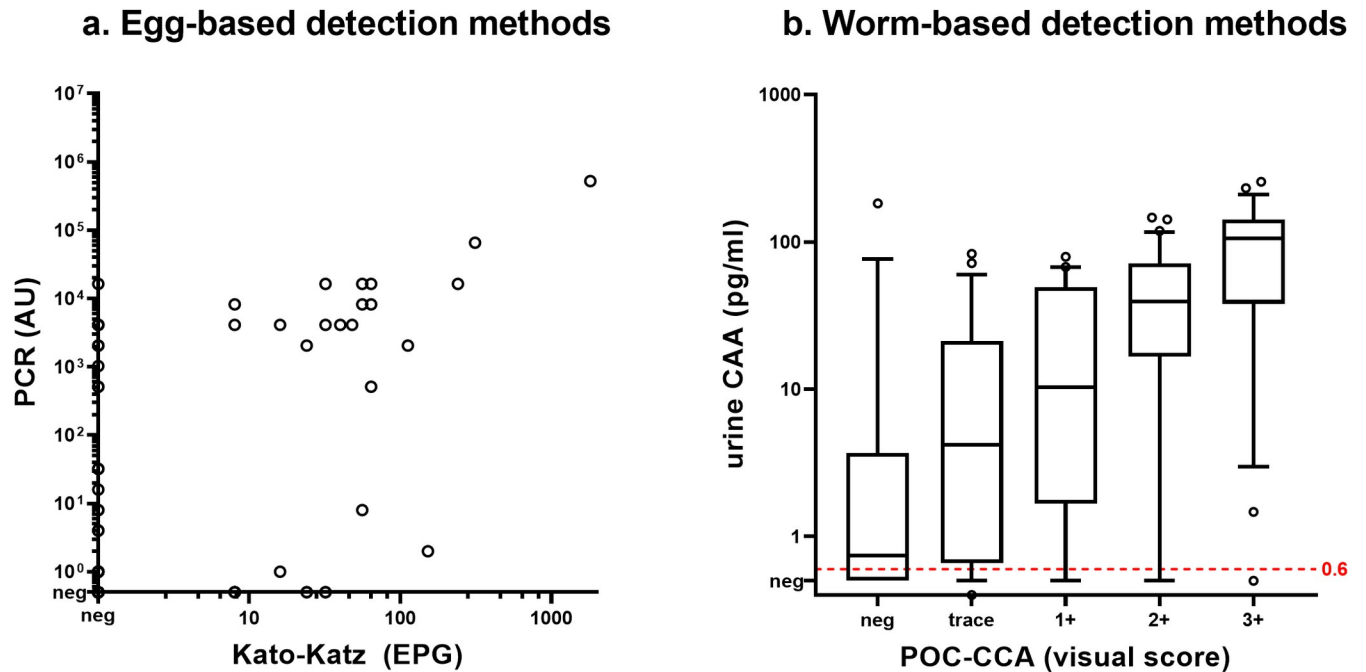 a. Egg-based detection methods
10⁷
10⁶
10⁵
10⁴
10³
10²
10¹
10⁰
neg
PCR (AU)
neg
10
100
1000
Kato-Katz (EPG)
b. Worm-based detection methods
1000
100
10
1
neg
urine CAA (pg/ml)
0.6
neg
trace
1+
2+
3+
POC-CCA (visual score)